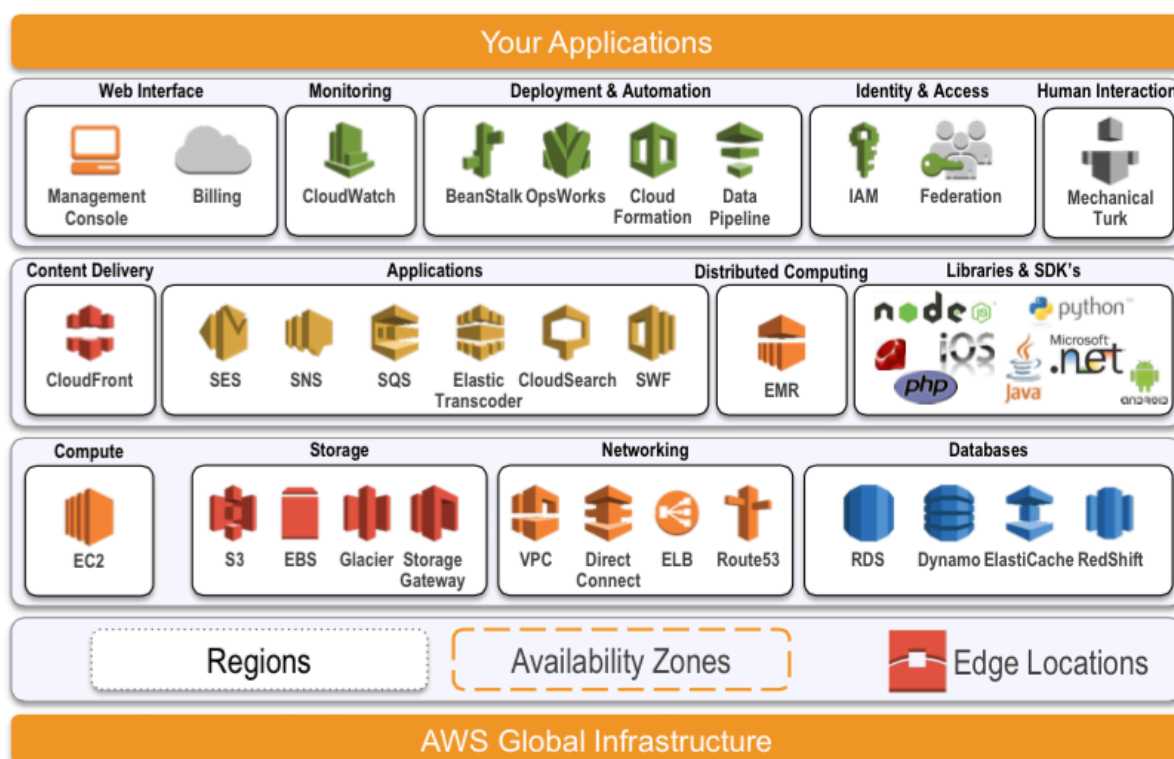 Your Applications
Web Interface
Monitoring
Deployment & Automation
Identity & Access
Human Interaction
Management
Console
Billing
CloudWatch
BeanStalk
OpsWorks
Cloud
Formation
Data
Pipeline
IAM
Federation
Mechanical
Turk
Content Delivery
Applications
Distributed Computing
Libraries & SDK's
CloudFront
SES
SNS
SQS
Elastic
Transcoder
CloudSearch
SWF
EMR
node
JS
python™
iOS
Microsoft
.net
php
Java
android
Compute
Storage
Networking
Databases
EC2
S3
EBS
Glacier
Storage
Gateway
VPC
Direct
Connect
ELB
Route53
RDS
Dynamo
ElastiCache
RedShift
Regions
Availability Zones
Edge Locations
AWS Global Infrastructure